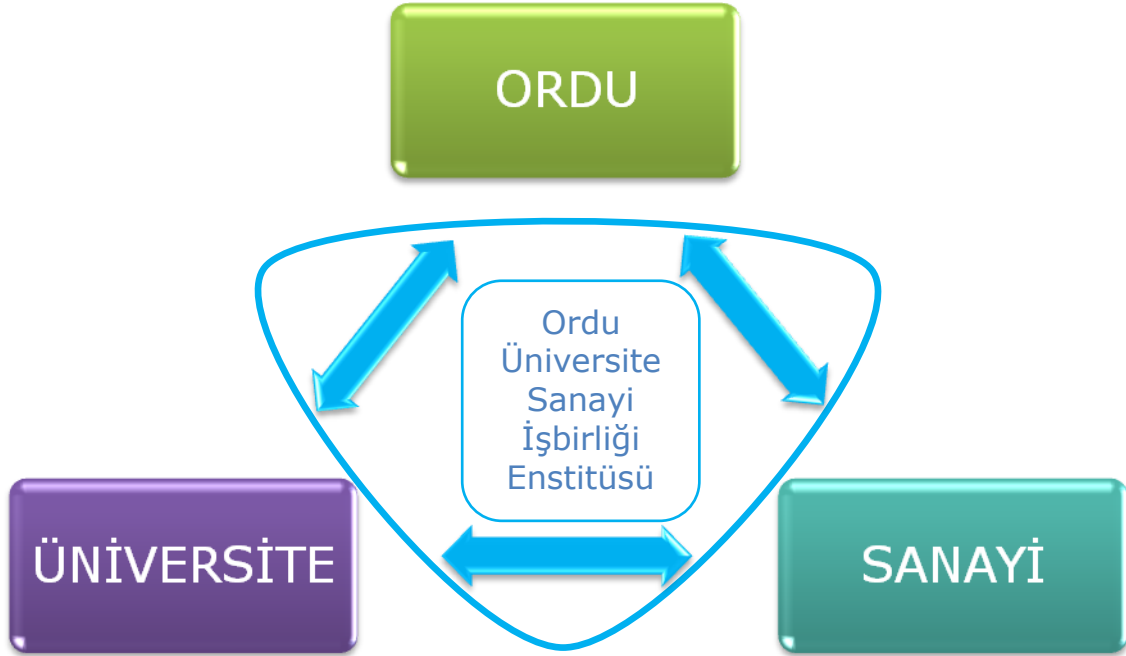 ORDU
Ordu
Üniversite
Sanayi
İşbirliği
Enstitüsü
ÜNİVERSİTE
SANAYİ